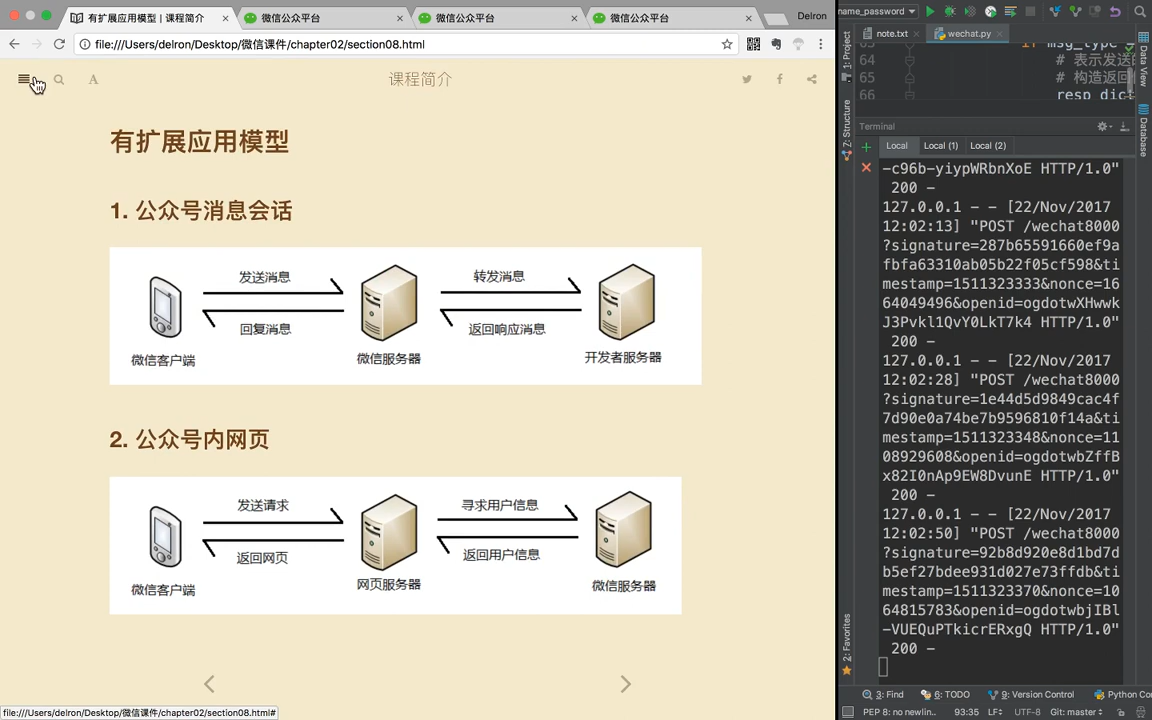 有扩展应用模型 | 课程简介
微信公众平台
微信公众平台
微信公众平台
Delron
file:///Users/delron/Desktop/微信课件/chapter02/section08.html
A
课程简介
有扩展应用模型
1. 公众号消息会话
发送消息
转发消息
回复消息
返回响应消息
微信客户端
微信服务器
开发者服务器
2. 公众号内网页
发送请求
寻求用户信息
返回网页
返回用户信息
微信客户端
网页服务器
微信服务器
file:///Users/delron/Desktop/微信课件/chapter02/section08.html#
name_password
note.txt
wechat.py
1: Project
Z: Structure
2: Favorites
Data View
Database
if msg_type
64
# 表示发送的
65
# 构造返回
66
resp_dict
Terminal
Local
Local (1)
Local (2)
-c96b-yiypWRbnXoE HTTP/1.0"
200 -
127.0.0.1 - - [22/Nov/2017
12:02:13] "POST /wechat8000
?signature=287b65591660ef9a
fbfa63310ab05b22f05cf598&ti
mestamp=1511323333&nonce=16
64049496&openid=ogdotwXHwwk
J3Pvkl1QvY0LkT7k4 HTTP/1.0"
200 -
127.0.0.1 - - [22/Nov/2017
12:02:28] "POST /wechat8000
?signature=1e44d5d9849cac4f
7d90e0a74be7b9596810f14a&ti
mestamp=1511323348&nonce=11
08929608&openid=ogdotwbZffB
x82I0nAp9EW8DvunE HTTP/1.0"
200 -
127.0.0.1 - - [22/Nov/2017
12:02:50] "POST /wechat8000
?signature=92b8d920e8d1bd7d
b5ef27bdee931d027e73ffdb&ti
mestamp=1511323370&nonce=10
64815783&openid=ogdotwbjIBl
-VUEQuPTkicrERxgQ HTTP/1.0"
200 -
3: Find
6: TODO
9: Version Control
Python Co
PEP 8: no newlin..
93:35
LF
UTF-8
Git: master